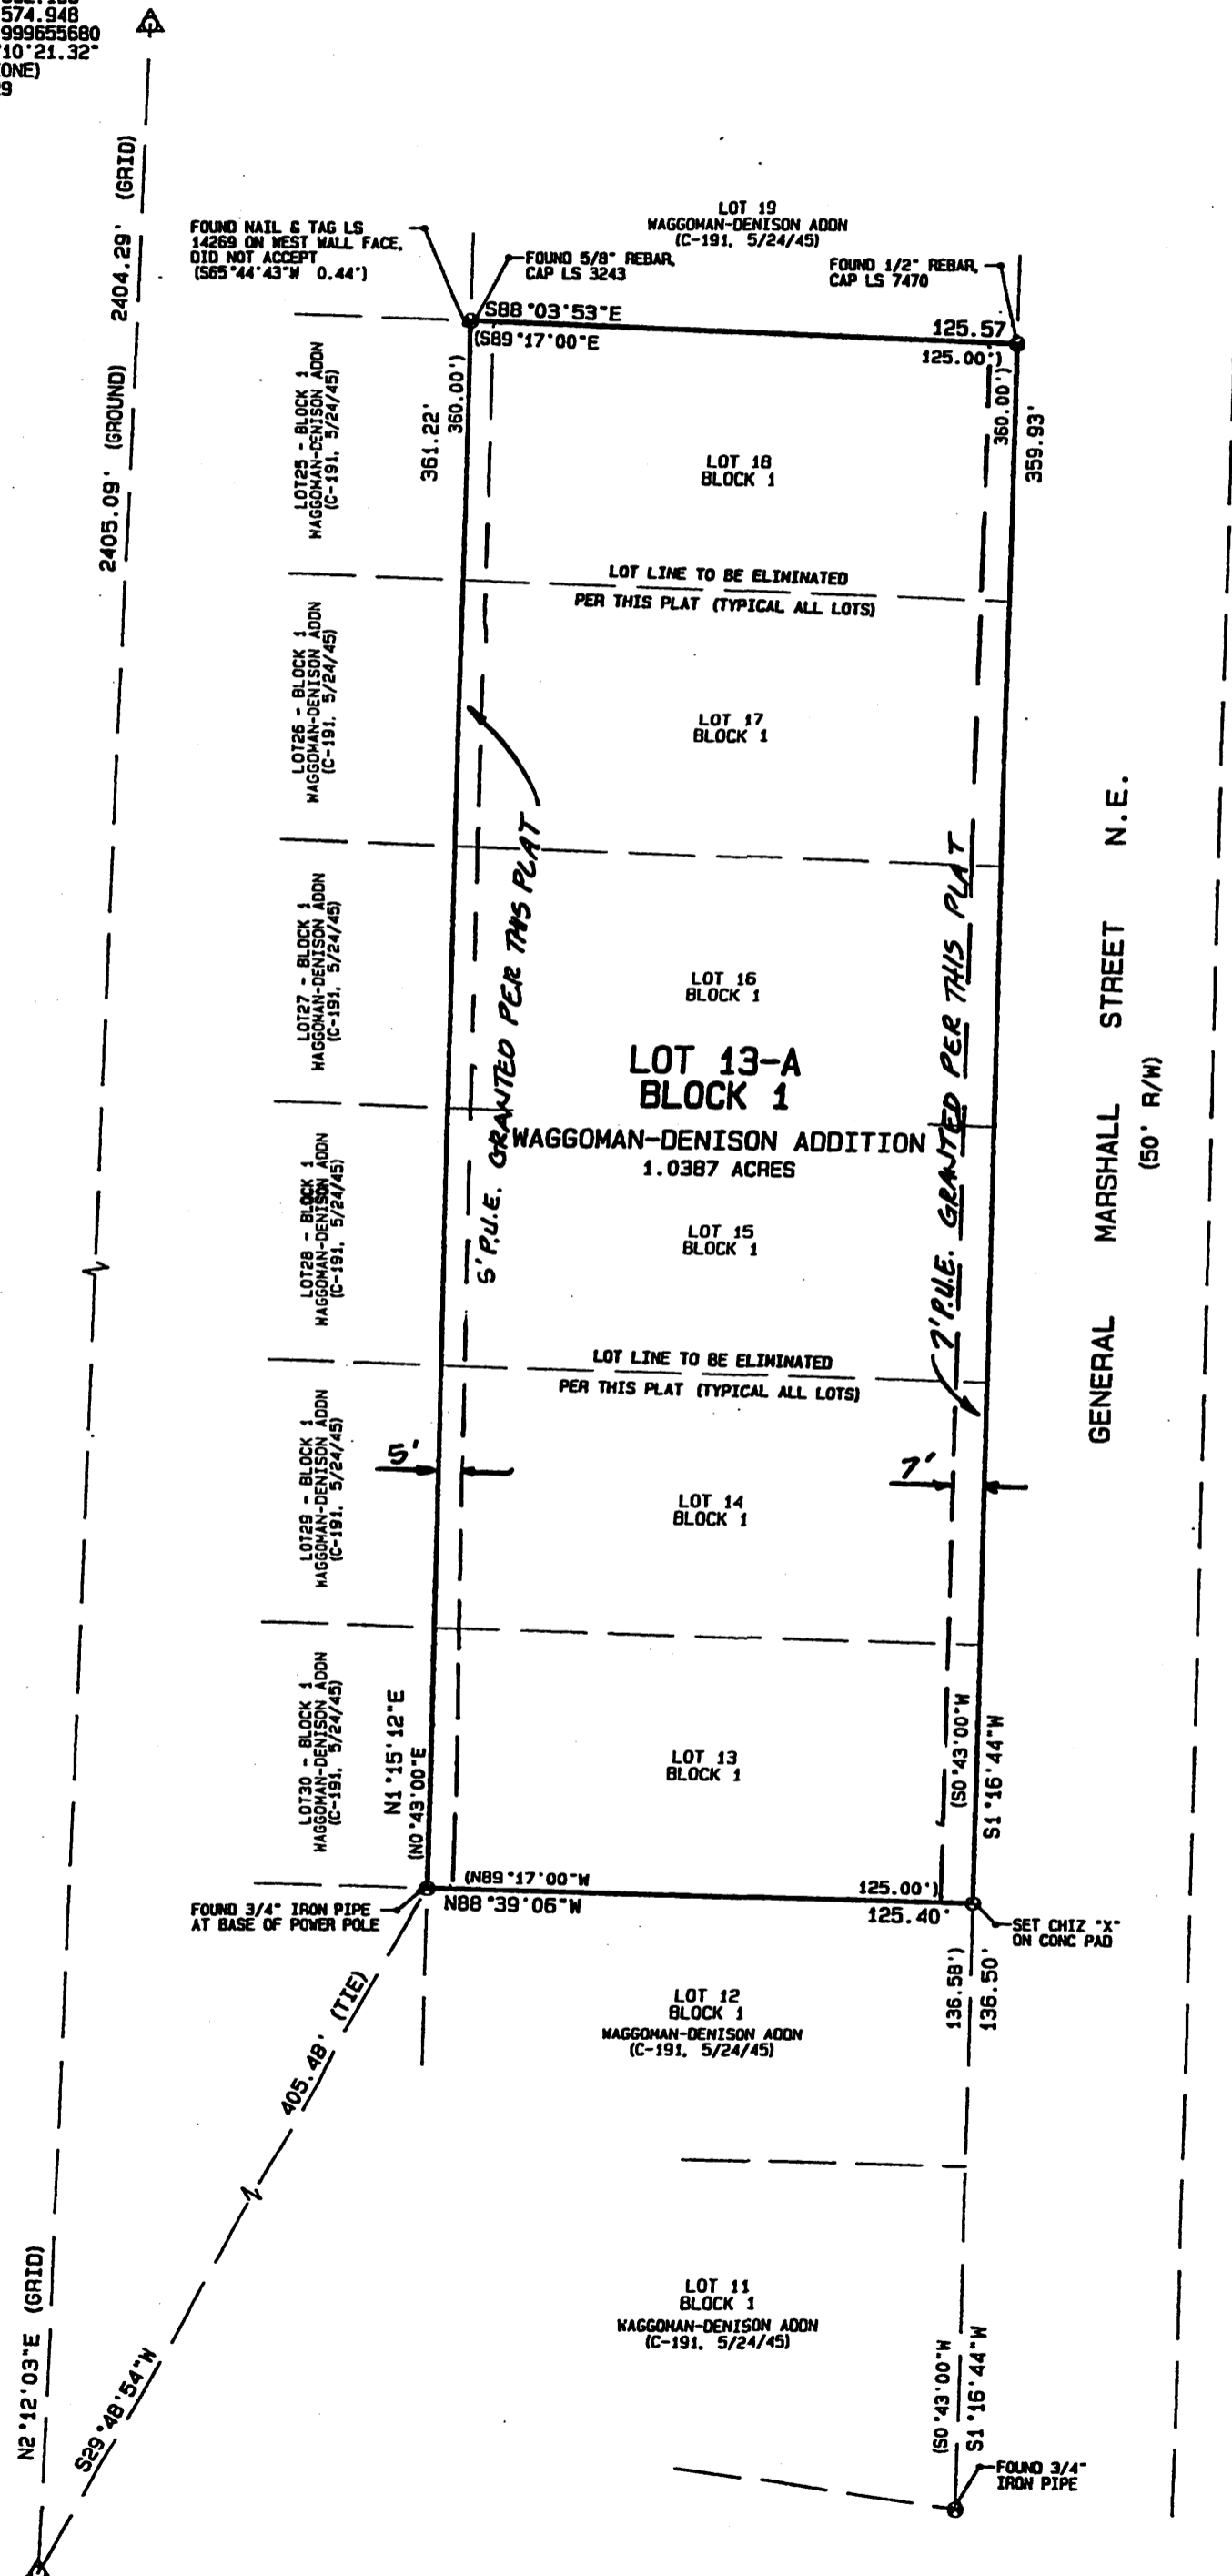 574.948
999655680
10'21.32"
ONE)
2405.09' (GROUND) 2404.29' (GRID)
FOUND NAIL & TAG LS
14269 ON WEST WALL FACE,
DID NOT ACCEPT
(S65°44'43"W 0.44')
LOT 19
WAGGOMAN-DENISON ADDN
(C-191, 5/24/45)
FOUND 5/8" REBAR,
CAP LS 3243
FOUND 1/2" REBAR,
CAP LS 7470
S88°03'53"E 125.57
(S89°17'00"E 125.00')
361.22'
360.00')
360.00')
359.93'
LOT25 - BLOCK 1
WAGGOMAN-DENISON ADDN
(C-191, 5/24/45)
LOT 18
BLOCK 1
LOT LINE TO BE ELIMINATED
PER THIS PLAT (TYPICAL ALL LOTS)
LOT26 - BLOCK 1
WAGGOMAN-DENISON ADDN
(C-191, 5/24/45)
LOT 17
BLOCK 1
5' P.U.E. GRANTED PER THIS PLAT
7' P.U.E. GRANTED PER THIS PLAT
GENERAL MARSHALL STREET N.E.
(50' R/W)
LOT27 - BLOCK 1
WAGGOMAN-DENISON ADDN
(C-191, 5/24/45)
LOT 16
BLOCK 1
LOT 13-A
BLOCK 1
WAGGOMAN-DENISON ADDITION
1.0387 ACRES
LOT28 - BLOCK 1
WAGGOMAN-DENISON ADDN
(C-191, 5/24/45)
LOT 15
BLOCK 1
LOT LINE TO BE ELIMINATED
PER THIS PLAT (TYPICAL ALL LOTS)
LOT29 - BLOCK 1
WAGGOMAN-DENISON ADDN
(C-191, 5/24/45)
5'
7'
LOT 14
BLOCK 1
LOT30 - BLOCK 1
WAGGOMAN-DENISON ADDN
(C-191, 5/24/45)
N1°15'12"E
(N0°43'00"E
LOT 13
BLOCK 1
(S0°43'00"W
S1°16'44"W
(N89°17'00"W 125.00')
N88°39'06"W 125.40'
FOUND 3/4" IRON PIPE
AT BASE OF POWER POLE
SET CHIZ "X"
ON CONC PAD
136.58')
136.50'
405.48' (TIE)
LOT 12
BLOCK 1
WAGGOMAN-DENISON ADDN
(C-191, 5/24/45)
LOT 11
BLOCK 1
WAGGOMAN-DENISON ADDN
(C-191, 5/24/45)
N2°12'03"E (GRID)
S29°48'54"W
(S0°43'00"W
S1°16'44"W
FOUND 3/4"
IRON PIPE